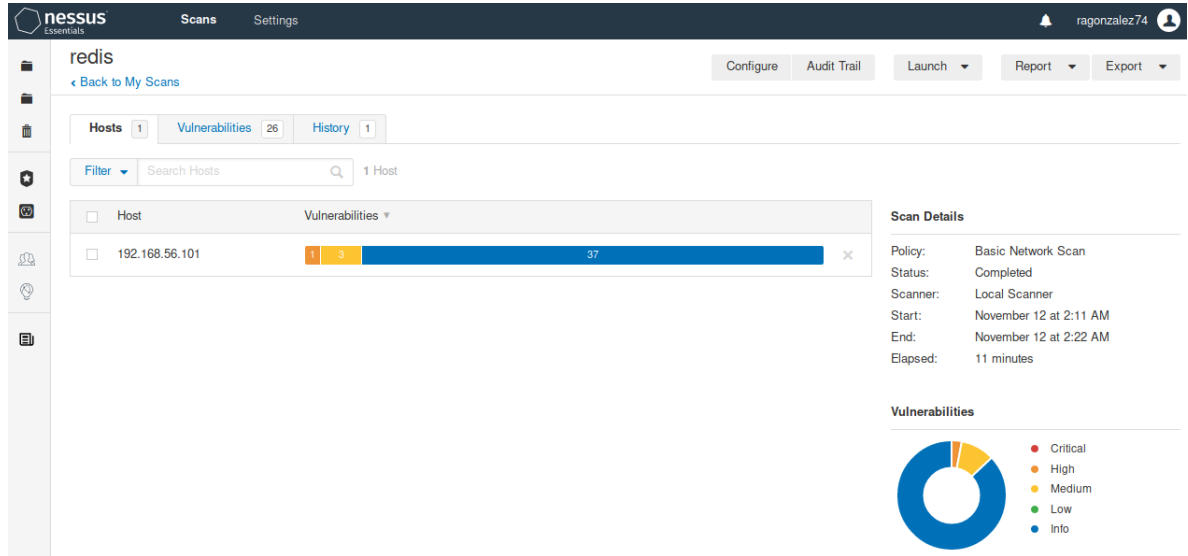 nessus
Essentials
Scans
Settings
ragonzalez74
redis
‹ Back to My Scans
Configure
Audit Trail
Launch
Report
Export
Hosts 1
Vulnerabilities 26
History 1
Filter
Search Hosts
1 Host
Host
Vulnerabilities
192.168.56.101
1
3
37
Scan Details
Policy: Basic Network Scan
Status: Completed
Scanner: Local Scanner
Start: November 12 at 2:11 AM
End: November 12 at 2:22 AM
Elapsed: 11 minutes
Vulnerabilities
Critical
High
Medium
Low
Info